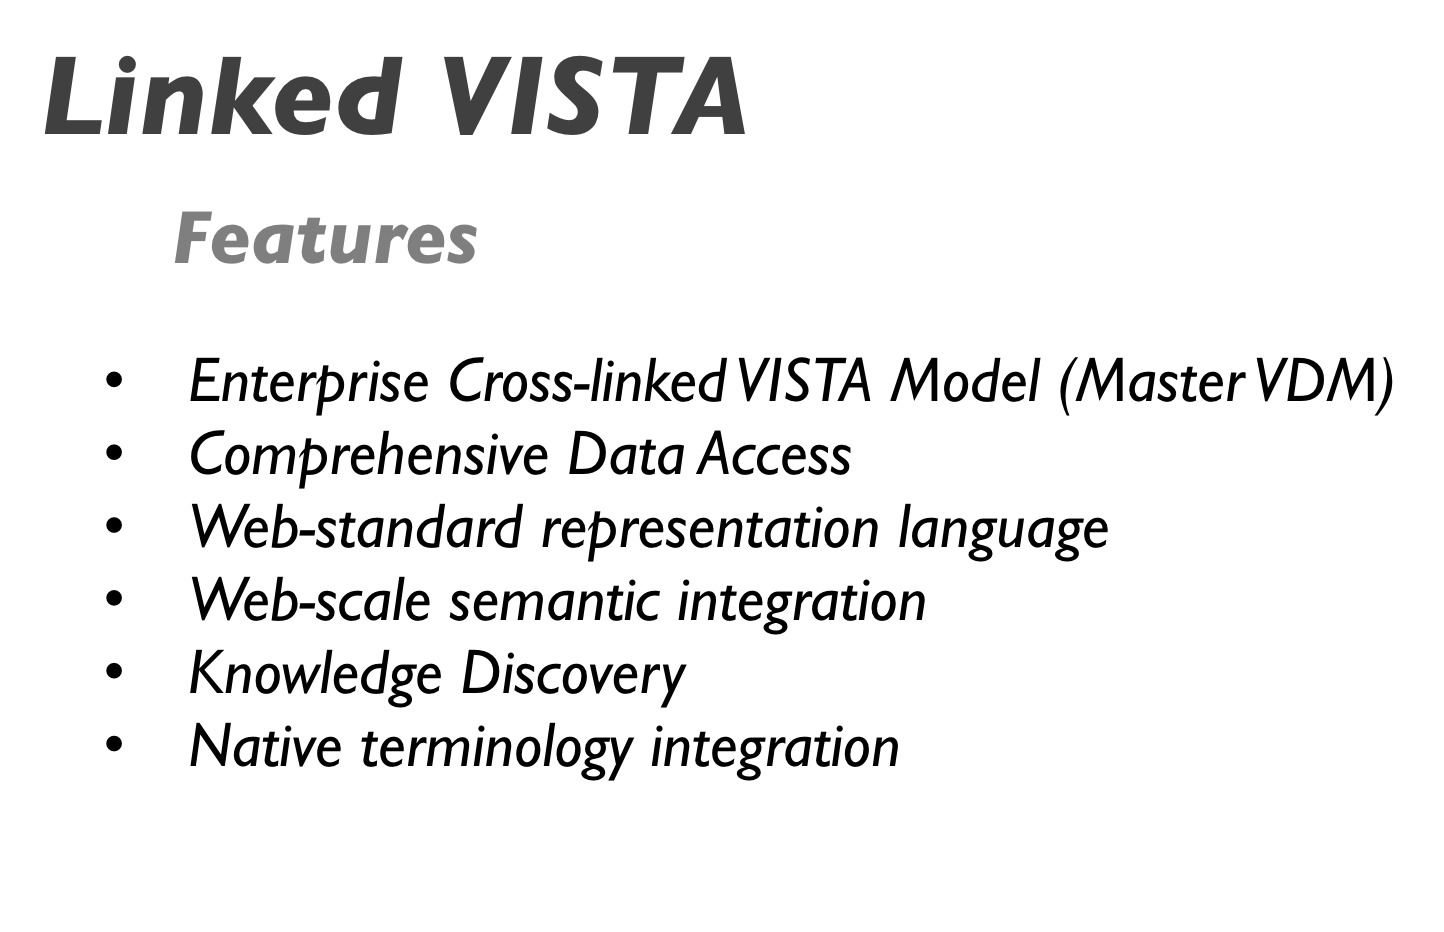 Linked VISTA
Features
• Enterprise Cross-linked VISTA Model (Master VDM)
• Comprehensive Data Access
• Web-standard representation language
• Web-scale semantic integration
• Knowledge Discovery
• Native terminology integration